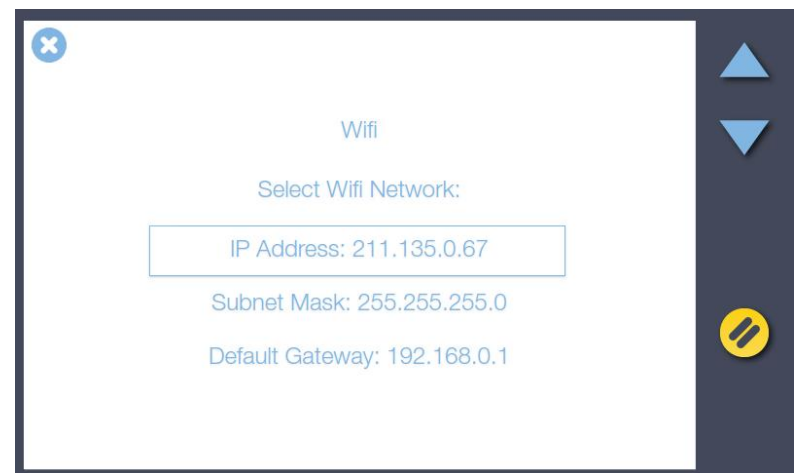 Wifi
Select Wifi Network:
IP Address: 211.135.0.67
Subnet Mask: 255.255.255.0
Default Gateway: 192.168.0.1